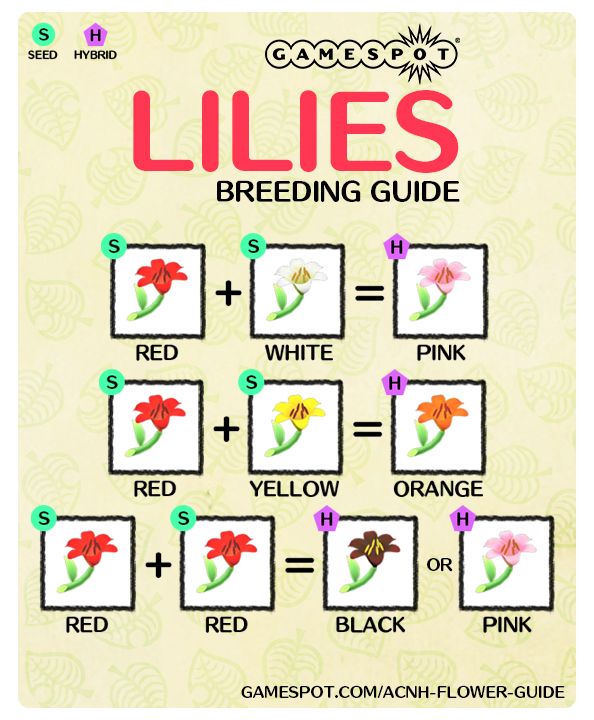 S H
SEED HYBRID
GAMESPOT
LILIES
BREEDING GUIDE
S S H
+ =
RED WHITE PINK
S S H
+ =
RED YELLOW ORANGE
S S H H
+ = OR
RED RED BLACK PINK
GAMESPOT.COM/ACNH-FLOWER-GUIDE